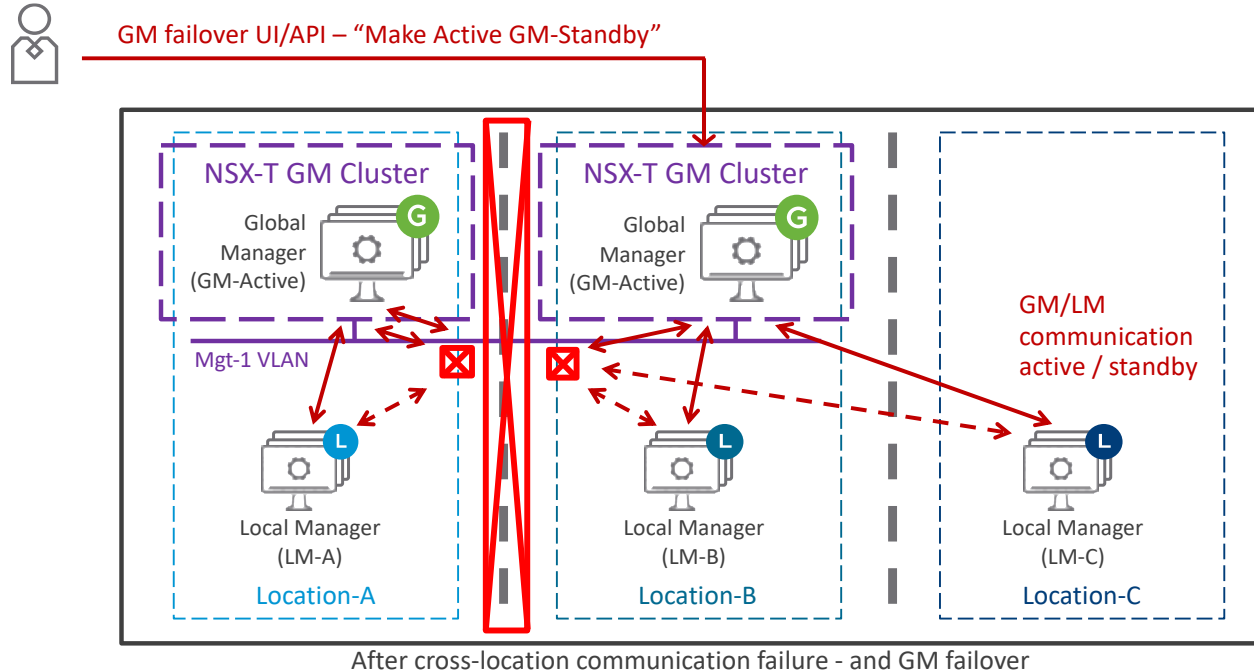 GM failover UI/API – “Make Active GM-Standby”
NSX-T GM Cluster
G
Global
Manager
(GM-Active)
NSX-T GM Cluster
G
Global
Manager
(GM-Active)
GM/LM
communication
active / standby
Mgt-1 VLAN
L
Local Manager
(LM-A)
Location-A
L
Local Manager
(LM-B)
Location-B
L
Local Manager
(LM-C)
Location-C
After cross-location communication failure - and GM failover